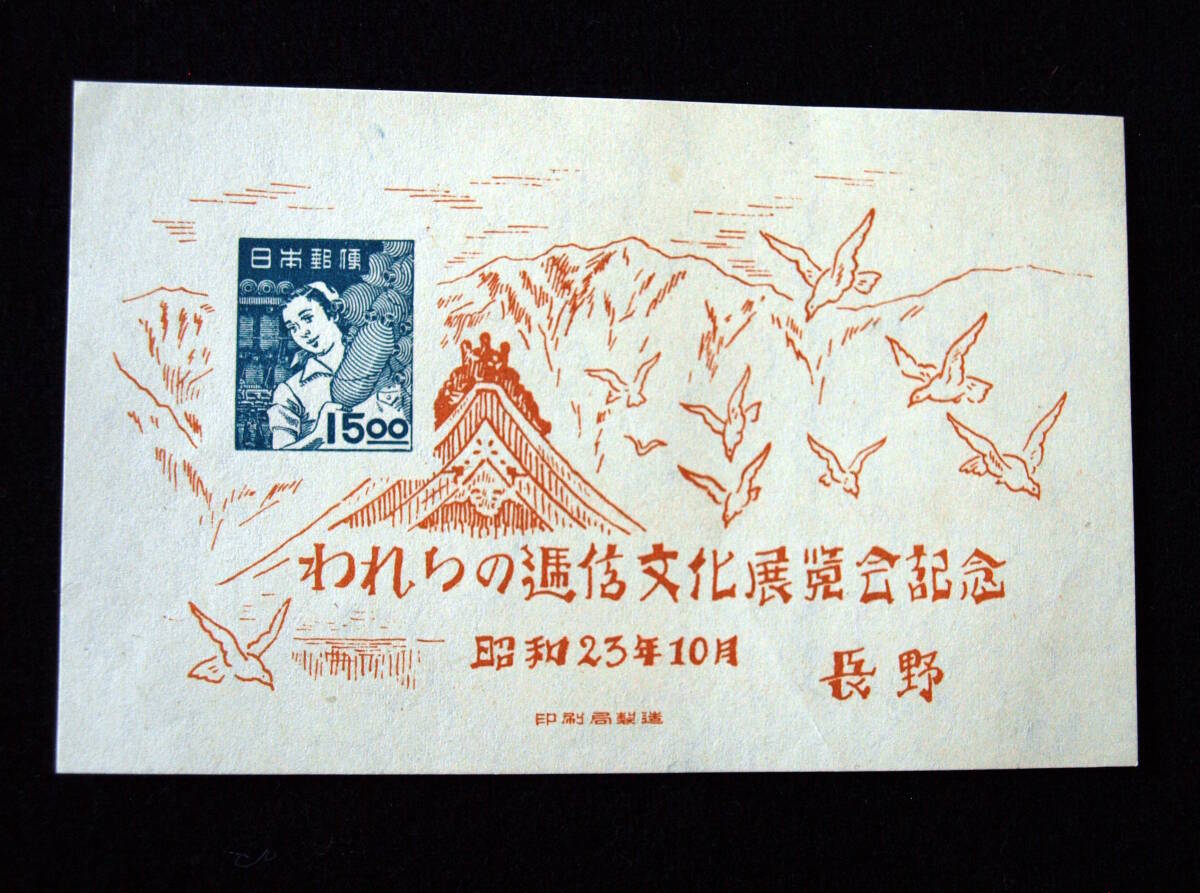 日本郵便
15.00
われらの逓信文化展覧会記念
昭和23年10月
長野
印刷局製造